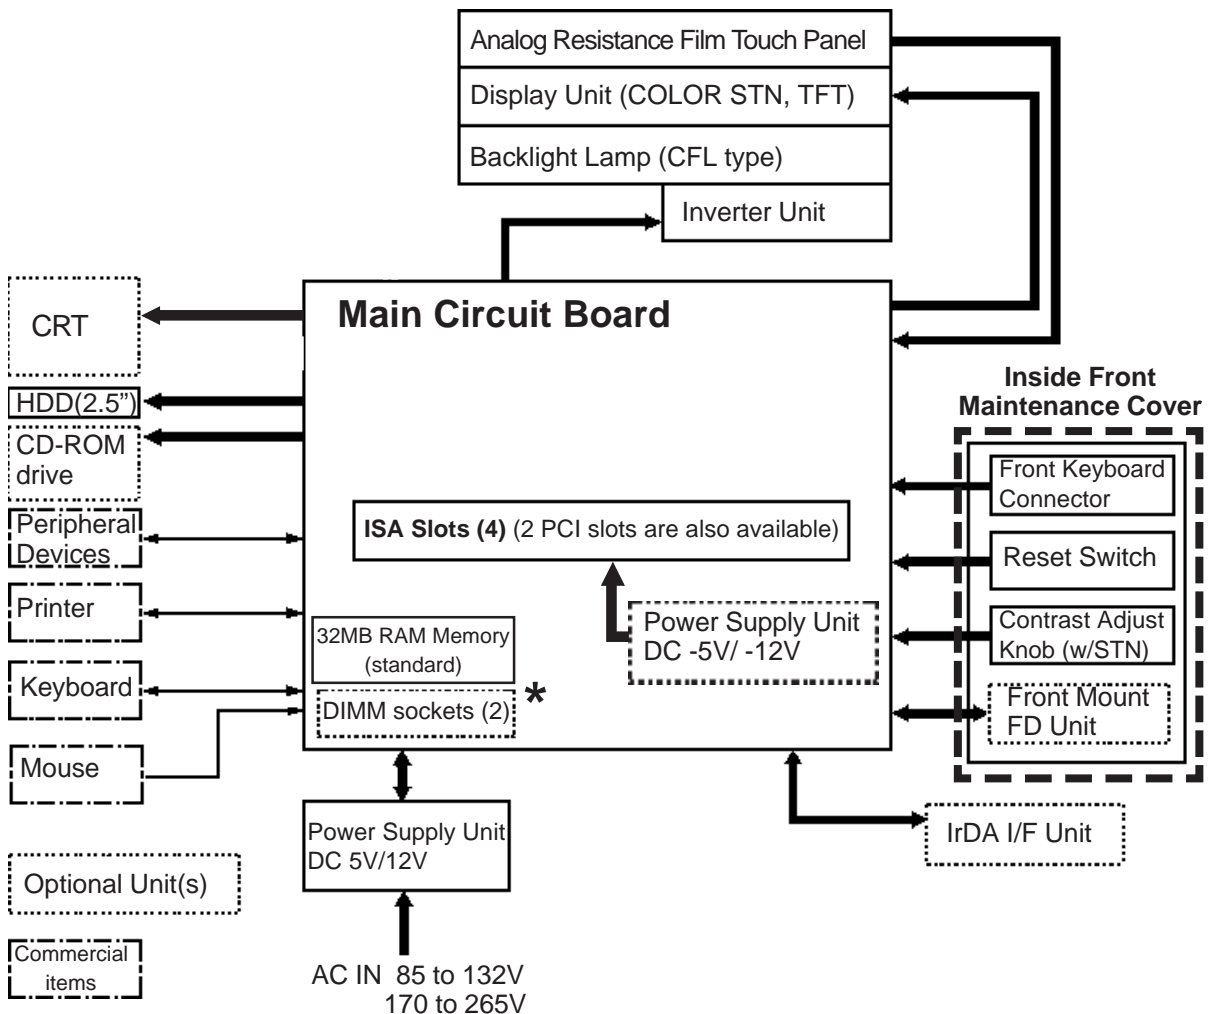 Analog Resistance Film Touch Panel
Display Unit (COLOR STN, TFT)
Backlight Lamp (CFL type)
Inverter Unit
Main Circuit Board
CRT
HDD(2.5”)
CD-ROM
drive
Peripheral
Devices
Printer
Keyboard
Mouse
Inside Front
Maintenance Cover
Front Keyboard
Connector
Reset Switch
Contrast Adjust
Knob (w/STN)
Front Mount
FD Unit
ISA Slots (4) (2 PCI slots are also available)
Power Supply Unit
DC -5V/ -12V
32MB RAM Memory
(standard)
DIMM sockets (2)
*
Power Supply Unit
DC 5V/12V
IrDA I/F Unit
Optional Unit(s)
Commercial
items
AC IN 85 to 132V
170 to 265V